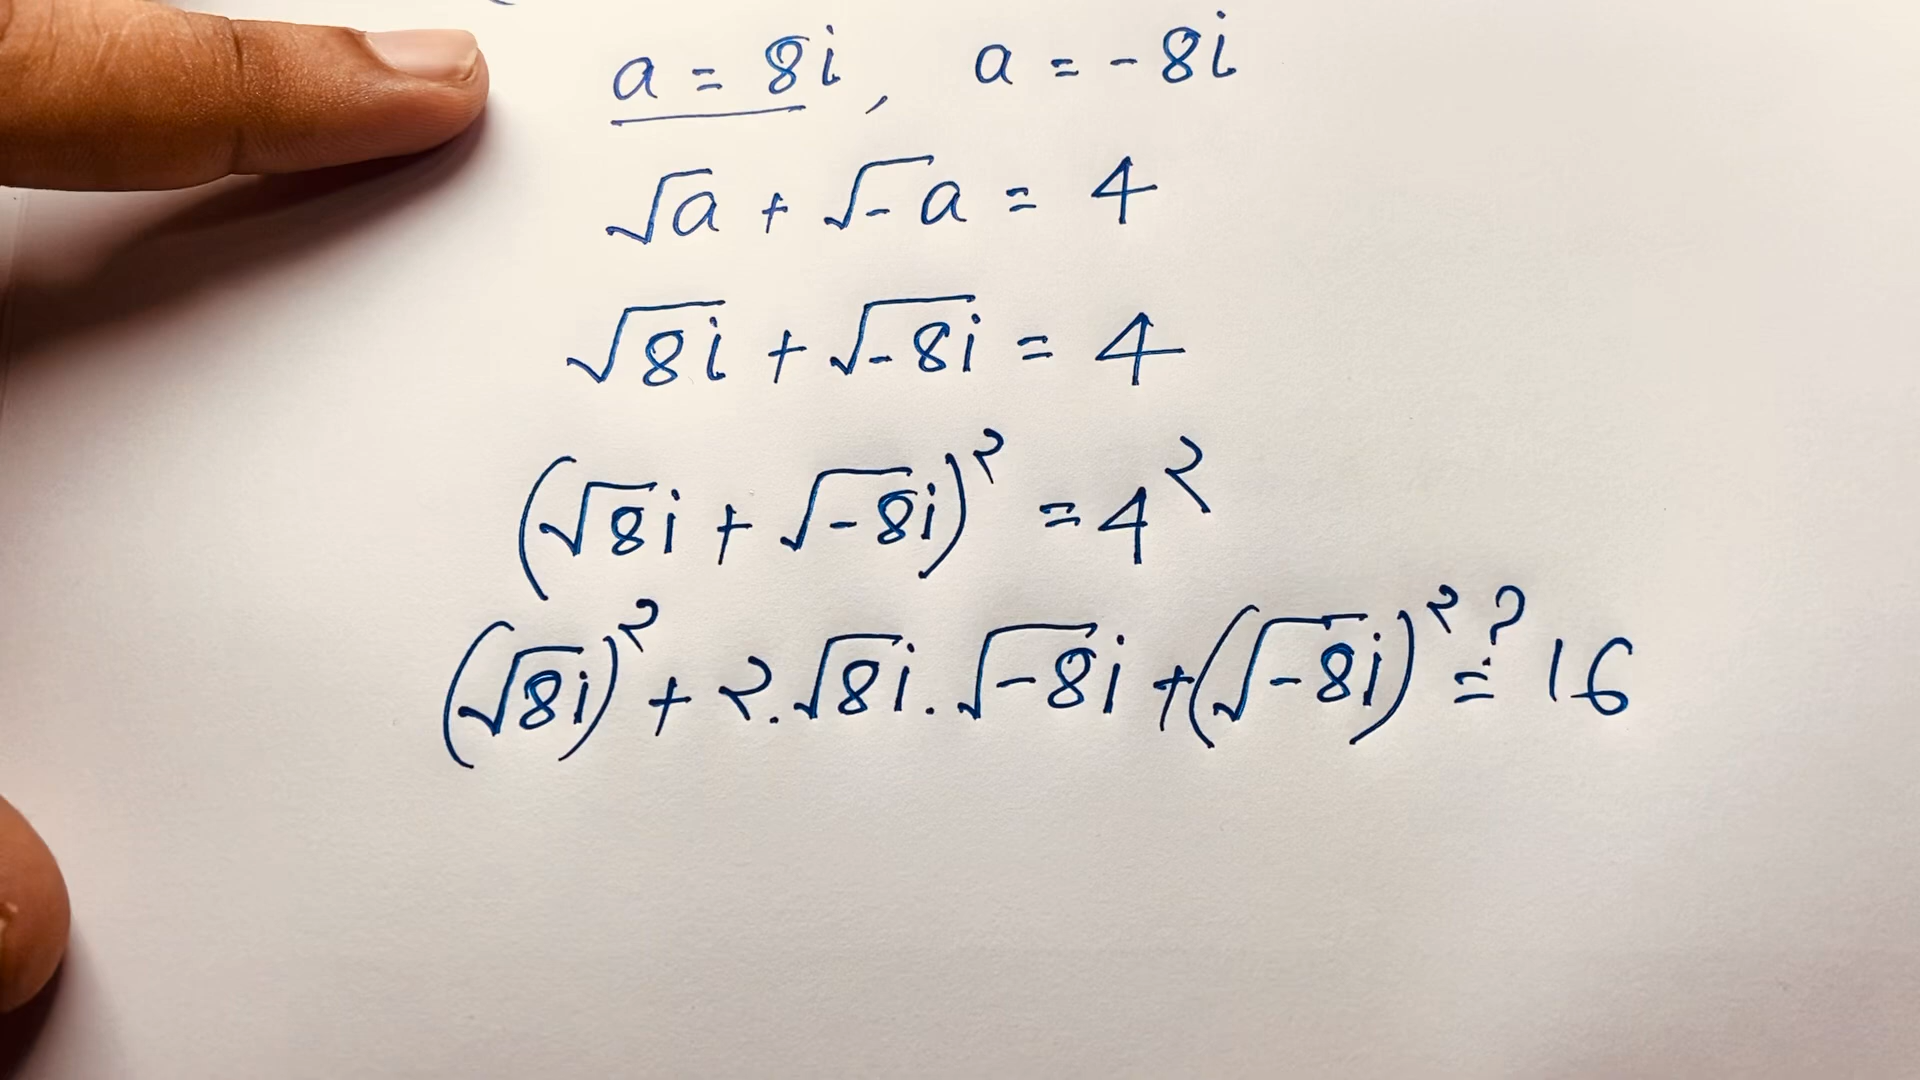 a = 8i, a = -8i
√a + √-a = 4
√8i + √-8i = 4
(√8i + √-8i)² = 4²
(√8i)² + 2.√8i.√-8i + (√-8i)² =? 16